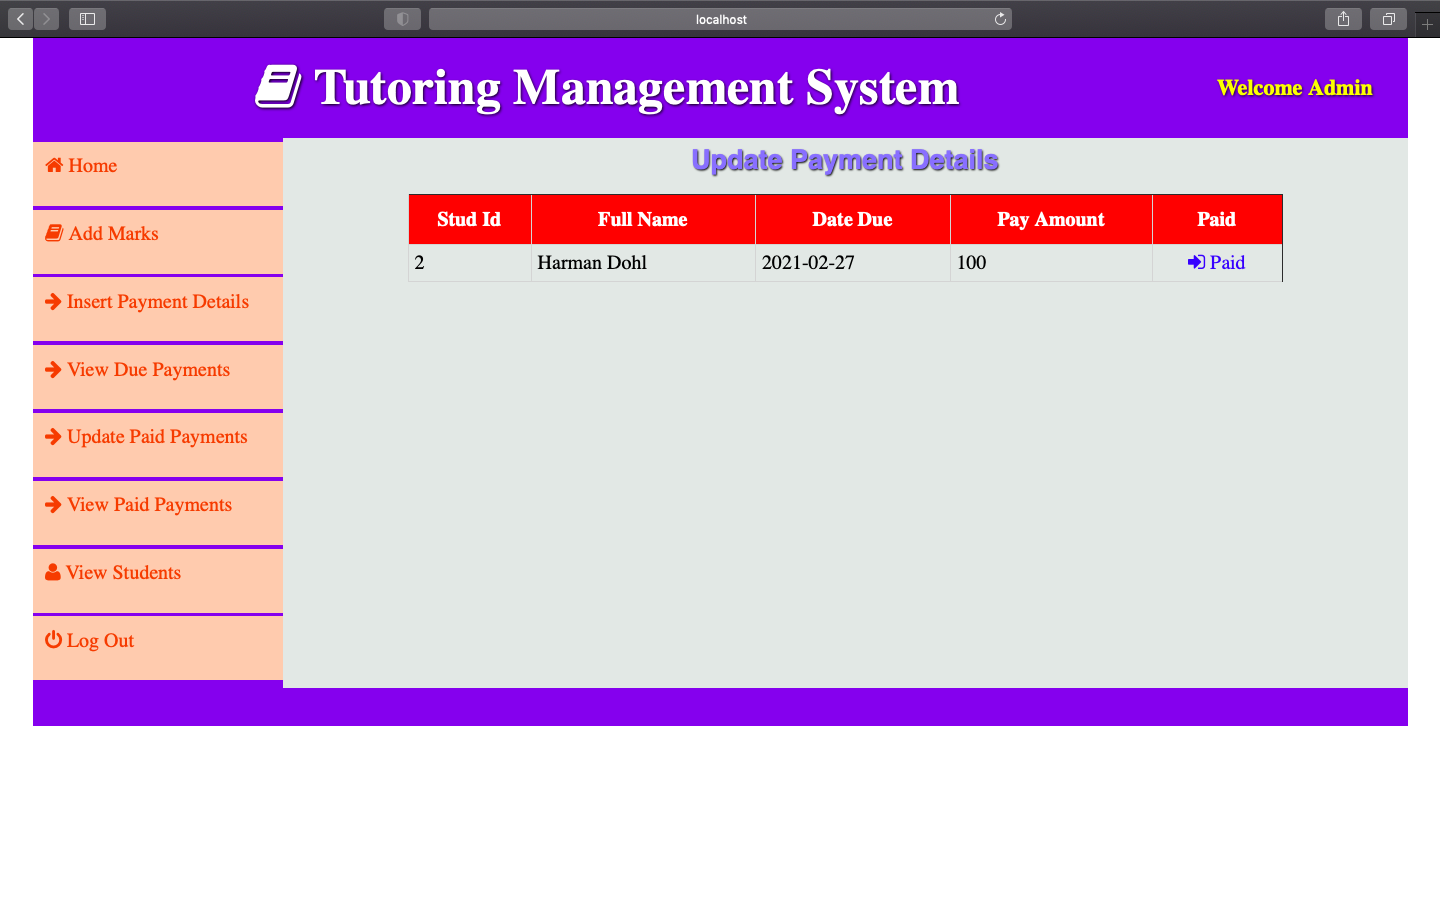 localhost
Tutoring Management System
Welcome Admin
Home
Add Marks
Insert Payment Details
View Due Payments
Update Paid Payments
View Paid Payments
View Students
Log Out
Update Payment Details
Stud Id Full Name Date Due Pay Amount Paid
2 Harman Dohl 2021-02-27 100 Paid